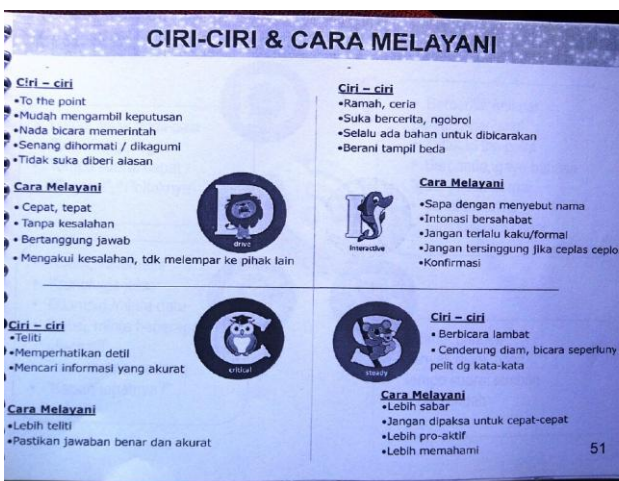 CIRI-CIRI & CARA MELAYANI
Ciri – ciri
•To the point
•Mudah mengambil keputusan
•Nada bicara memerintah
•Senang dihormati / dikagumi
•Tidak suka diberi alasan
Cara Melayani
• Cepat, tepat
• Tanpa kesalahan
• Bertanggung jawab
• Mengakui kesalahan, tdk melempar ke pihak lain
D
drive
Ciri – ciri
•Ramah, ceria
•Suka bercerita, ngobrol
•Selalu ada bahan untuk dibicarakan
•Berani tampil beda
I
Interactive
Cara Melayani
•Sapa dengan menyebut nama
•Intonasi bersahabat
•Jangan terlalu kaku/formal
•Jangan tersinggung jika ceplas ceplo
•Konfirmasi
Ciri – ciri
•Teliti
•Memperhatikan detil
•Mencari informasi yang akurat
C
critical
Cara Melayani
•Lebih teliti
•Pastikan jawaban benar dan akurat
S
steady
Ciri – ciri
• Berbicara lambat
• Cenderung diam, bicara seperluny
pelit dg kata-kata
Cara Melayani
•Lebih sabar
•Jangan dipaksa untuk cepat-cepat
•Lebih pro-aktif
•Lebih memahami
51